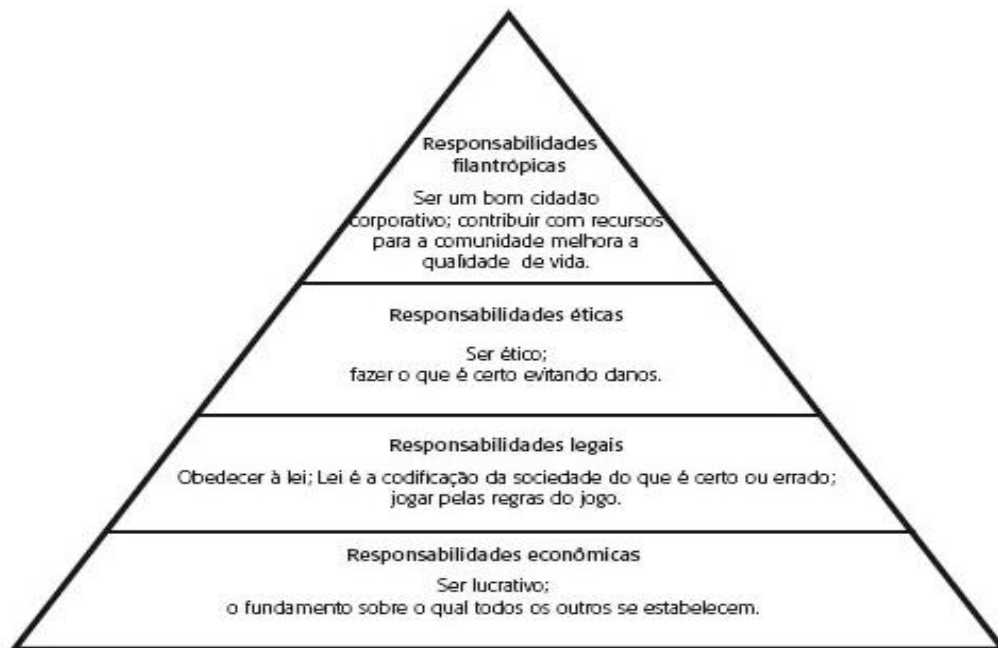 Responsabilidades
filantrópicas
Ser um bom cidadão
corporativo; contribuir com recursos
para a comunidade melhora a
qualidade de vida.
Responsabilidades éticas
Ser ético;
fazer o que é certo evitando danos.
Responsabilidades legais
Obedecer à lei; Lei é a codificação da sociedade do que é certo ou errado;
jogar pelas regras do jogo.
Responsabilidades econômicas
Ser lucrativo;
o fundamento sobre o qual todos os outros se estabelecem.